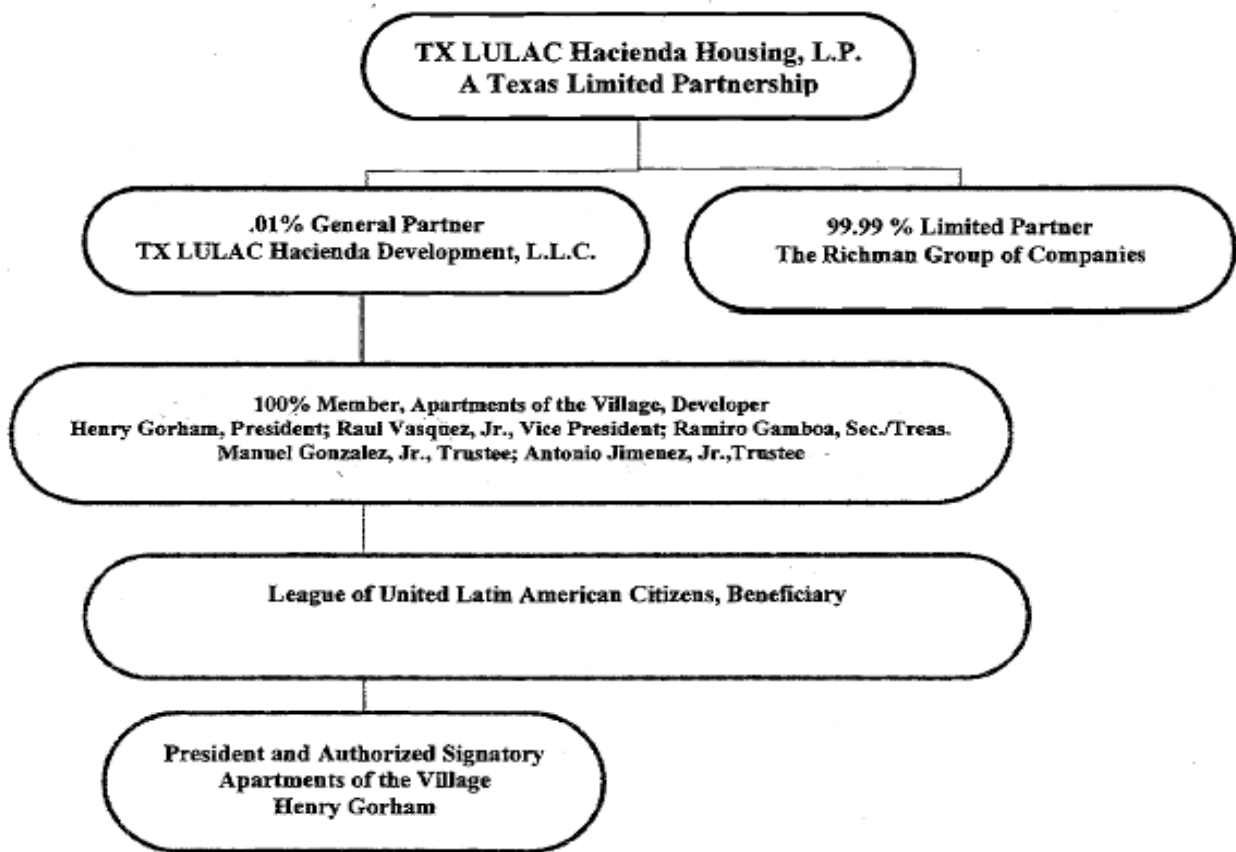 TX LULAC Hacienda Housing, L.P.
A Texas Limited Partnership
.01% General Partner
TX LULAC Hacienda Development, L.L.C.
99.99 % Limited Partner
The Richman Group of Companies
100% Member, Apartments of the Village, Developer
Henry Gorham, President; Raul Vasquez, Jr., Vice President; Ramiro Gamboa, Sec./Treas.
Manuel Gonzalez, Jr., Trustee; Antonio Jimenez, Jr.,Trustee
League of United Latin American Citizens, Beneficiary
President and Authorized Signatory
Apartments of the Village
Henry Gorham